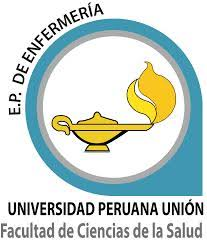 E.P. DE ENFERMERÍA
UNIVERSIDAD PERUANA UNIÓN
Facultad de Ciencias de la Salud